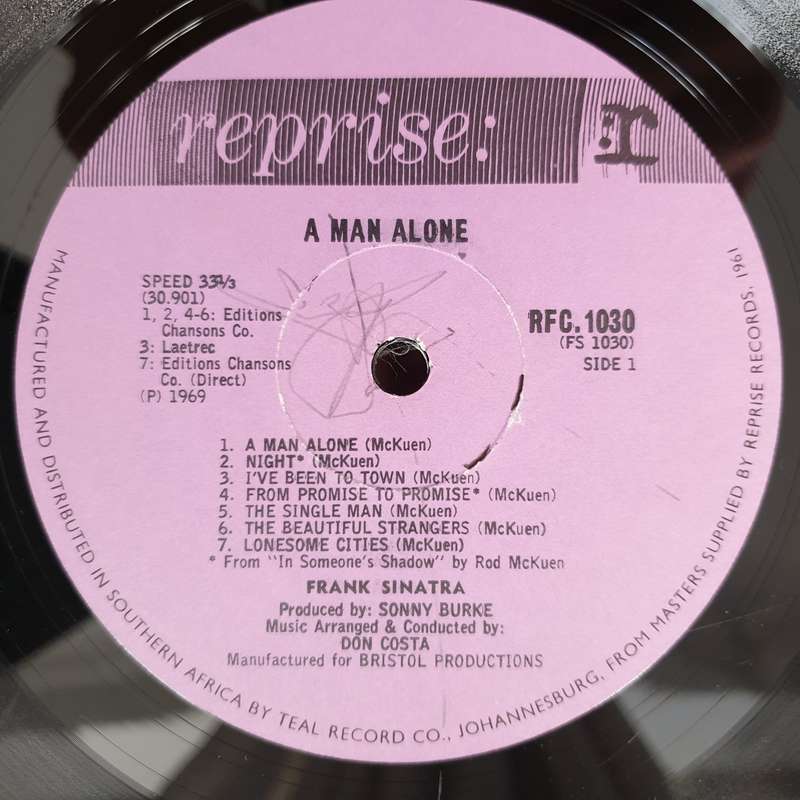 reprise:
:r
A MAN ALONE
SPEED 33⅓
(30.901)
1, 2, 4-6: Editions
Chansons Co.
3: Laetrec
7: Editions Chansons
Co. (Direct)
(P) 1969
RFC. 1030
(FS 1030)
SIDE 1
1. A MAN ALONE (McKuen)
2. NIGHT* (McKuen)
3. I'VE BEEN TO TOWN (McKuen)
4. FROM PROMISE TO PROMISE* (McKuen)
5. THE SINGLE MAN (McKuen)
6. THE BEAUTIFUL STRANGERS (McKuen)
7. LONESOME CITIES (McKuen)
* From "In Someone's Shadow" by Rod McKuen
FRANK SINATRA
Produced by: SONNY BURKE
Music Arranged & Conducted by:
DON COSTA
Manufactured for BRISTOL PRODUCTIONS
MANUFACTURED AND DISTRIBUTED IN SOUTHERN AFRICA BY TEAL RECORD CO., JOHANNESBURG, FROM MASTERS SUPPLIED BY REPRISE RECORDS, 1961